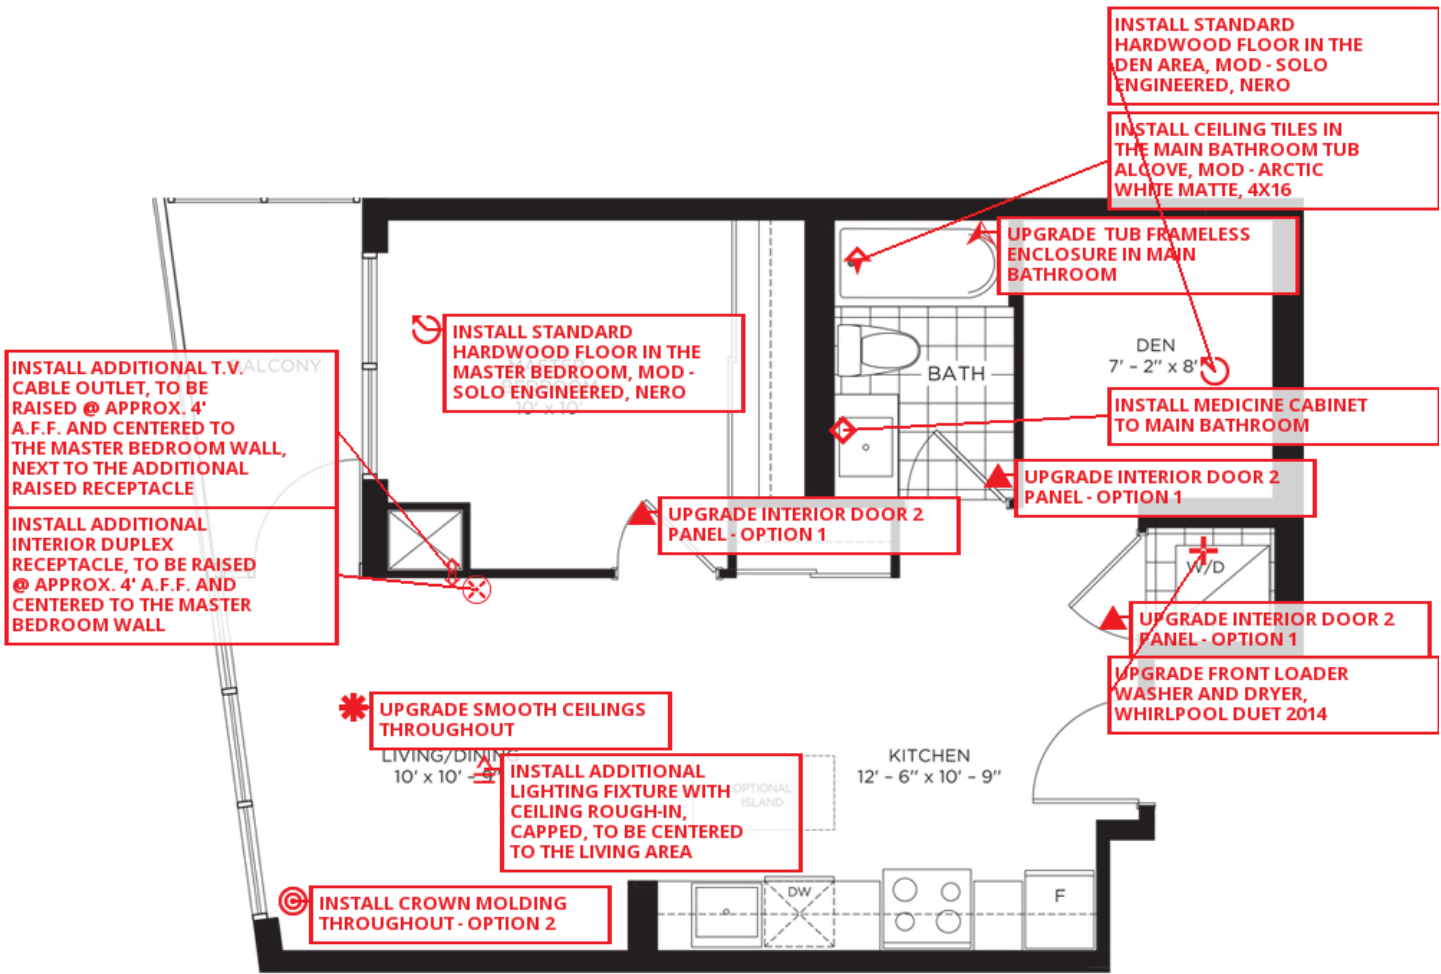 INSTALL STANDARD
HARDWOOD FLOOR IN THE
DEN AREA, MOD - SOLO
ENGINEERED, NERO
INSTALL CEILING TILES IN
THE MAIN BATHROOM TUB
ALCOVE, MOD - ARCTIC
WHITE MATTE, 4X16
UPGRADE TUB FRAMELESS
ENCLOSURE IN MAIN
BATHROOM
INSTALL STANDARD
HARDWOOD FLOOR IN THE
MASTER BEDROOM, MOD -
SOLO ENGINEERED, NERO
MASTER
BEDROOM
10' x 10'
BALCONY
INSTALL ADDITIONAL T.V.
CABLE OUTLET, TO BE
RAISED @ APPROX. 4'
A.F.F. AND CENTERED TO
THE MASTER BEDROOM WALL,
NEXT TO THE ADDITIONAL
RAISED RECEPTACLE
INSTALL ADDITIONAL
INTERIOR DUPLEX
RECEPTACLE, TO BE RAISED
@ APPROX. 4' A.F.F. AND
CENTERED TO THE MASTER
BEDROOM WALL
BATH
DEN
7' - 2" x 8'
INSTALL MEDICINE CABINET
TO MAIN BATHROOM
UPGRADE INTERIOR DOOR 2
PANEL - OPTION 1
UPGRADE INTERIOR DOOR 2
PANEL - OPTION 1
W/D
UPGRADE INTERIOR DOOR 2
PANEL - OPTION 1
UPGRADE FRONT LOADER
WASHER AND DRYER,
WHIRLPOOL DUET 2014
UPGRADE SMOOTH CEILINGS
THROUGHOUT
LIVING/DINING
10' x 10' - 9"
INSTALL ADDITIONAL
LIGHTING FIXTURE WITH
CEILING ROUGH-IN,
CAPPED, TO BE CENTERED
TO THE LIVING AREA
OPTIONAL
ISLAND
KITCHEN
12' - 6" x 10' - 9"
INSTALL CROWN MOLDING
THROUGHOUT - OPTION 2
DW
F